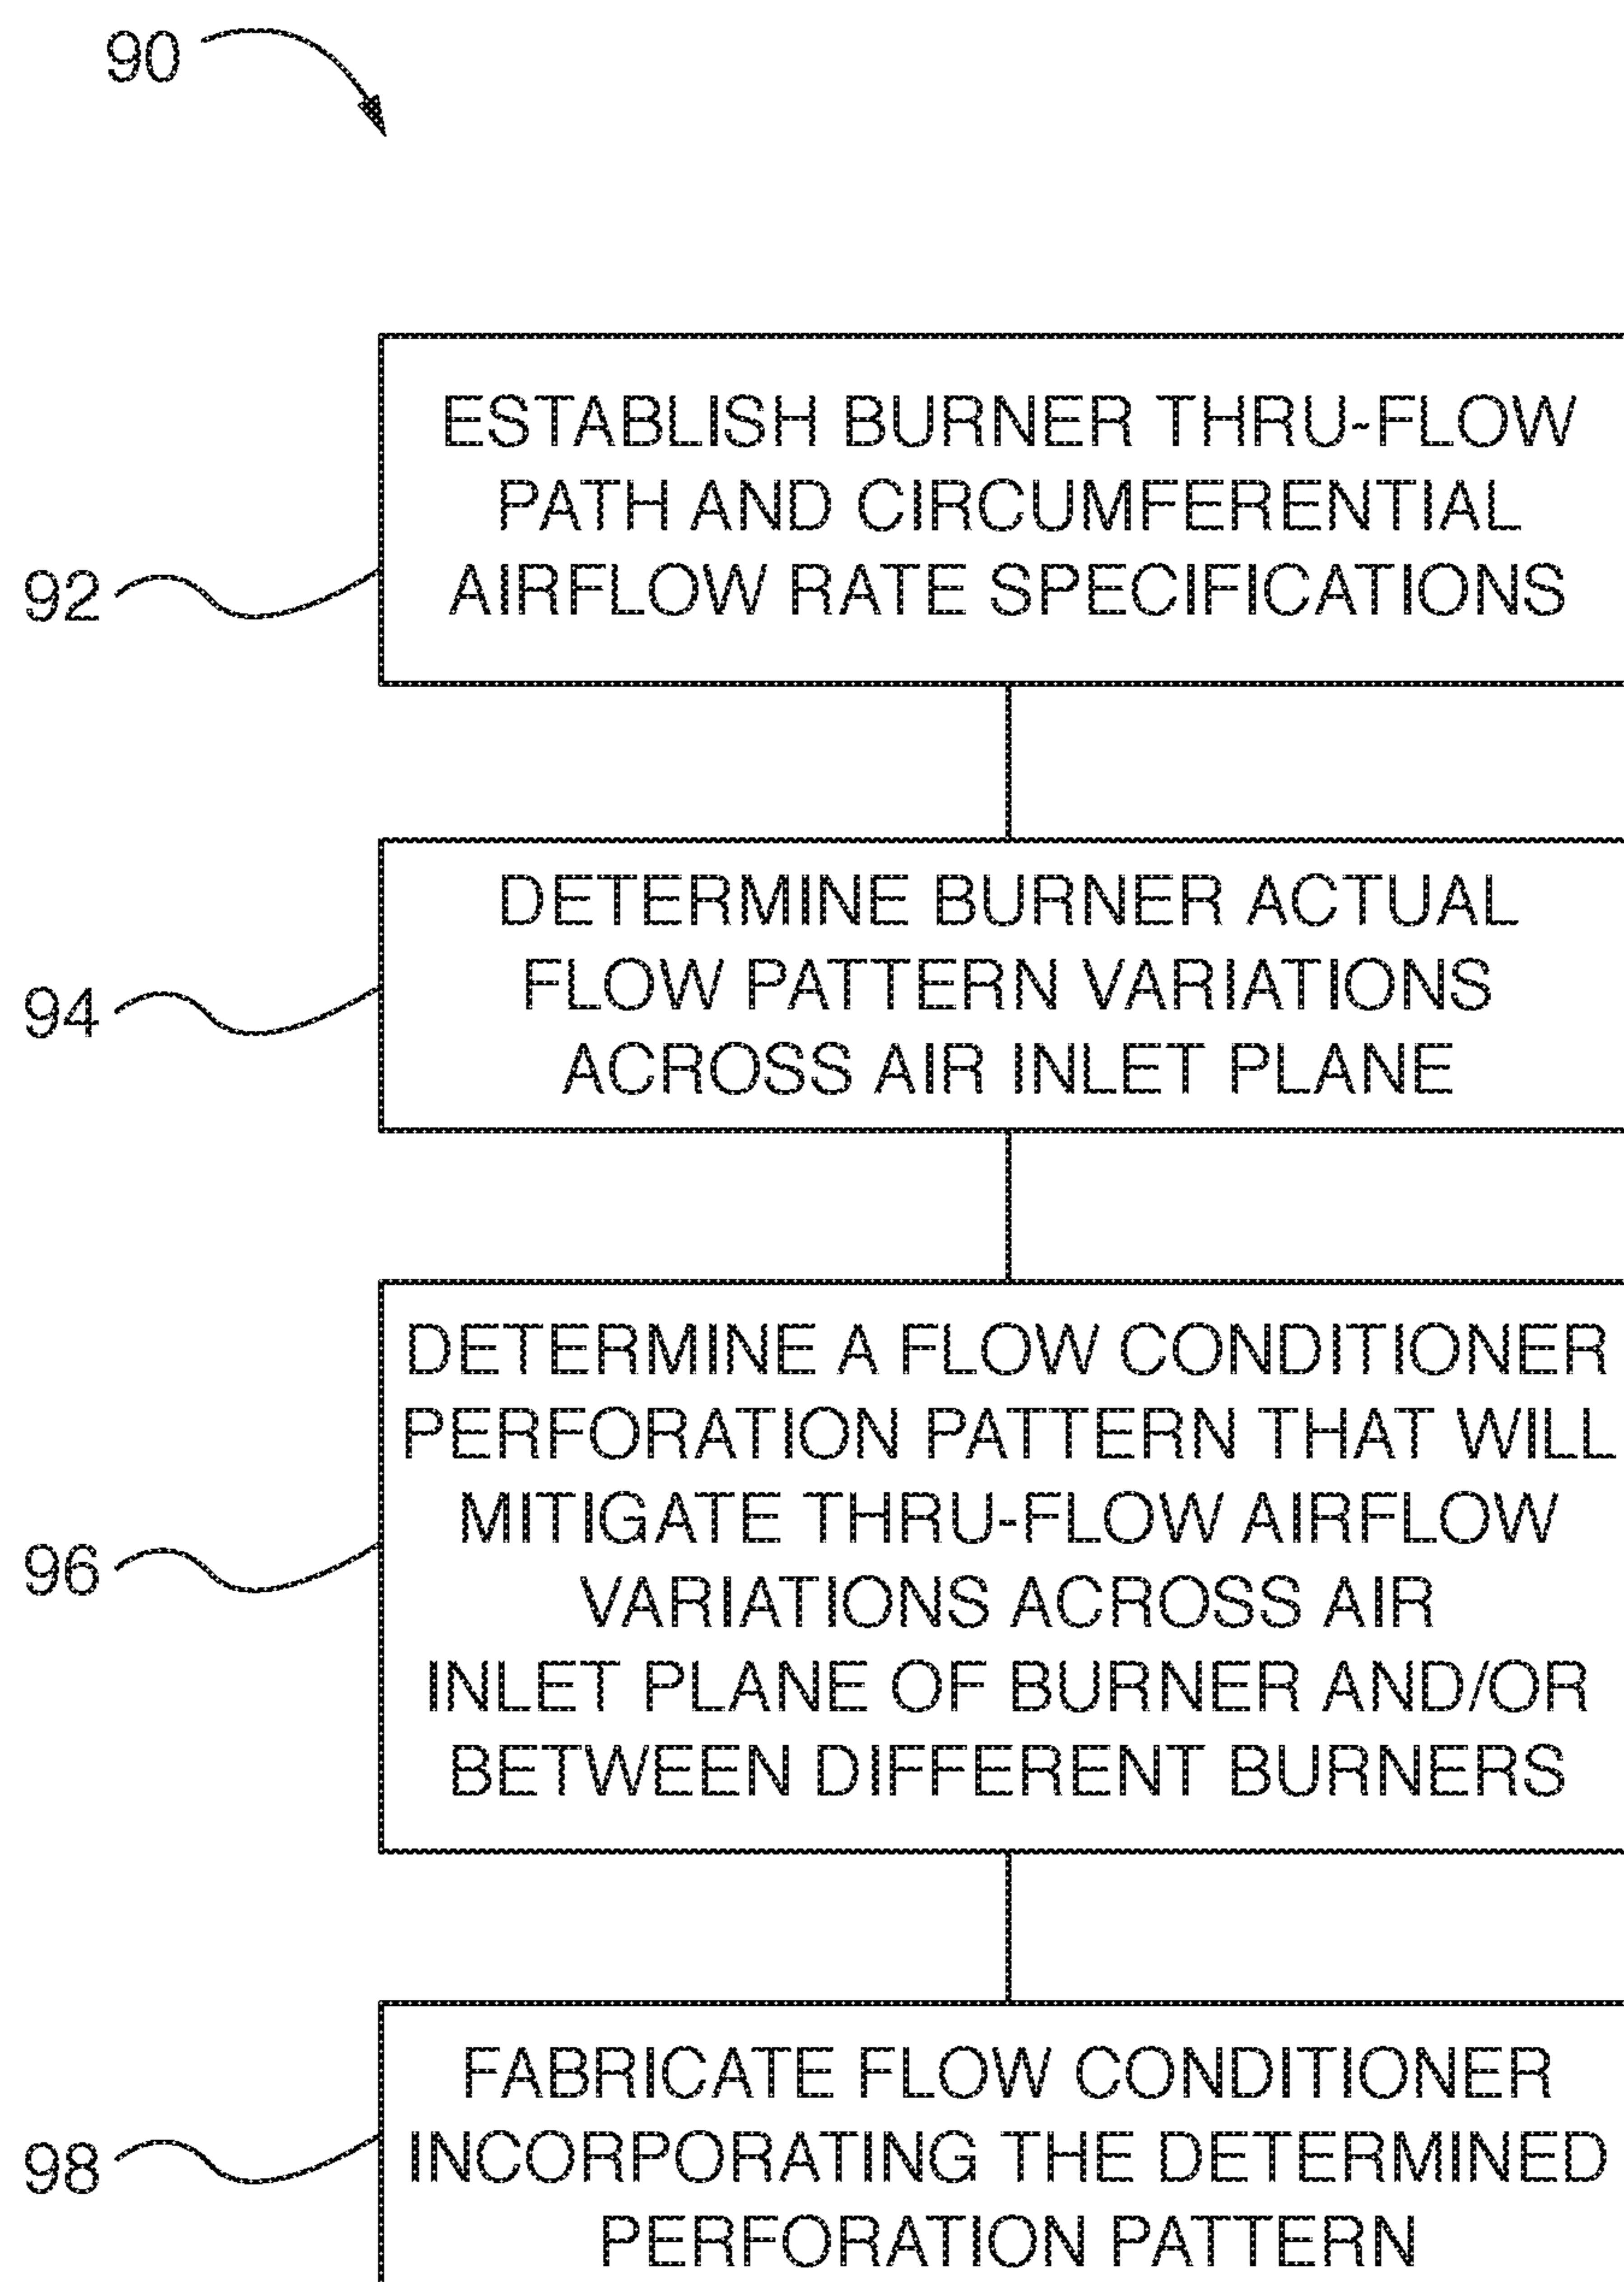 90
ESTABLISH BURNER THRU-FLOW
PATH AND CIRCUMFERENTIAL
AIRFLOW RATE SPECIFICATIONS
92
DETERMINE BURNER ACTUAL
FLOW PATTERN VARIATIONS
ACROSS AIR INLET PLANE
94
DETERMINE A FLOW CONDITIONER
PERFORATION PATTERN THAT WILL
MITIGATE THRU-FLOW AIRFLOW
VARIATIONS ACROSS AIR
INLET PLANE OF BURNER AND/OR
BETWEEN DIFFERENT BURNERS
96
FABRICATE FLOW CONDITIONER
INCORPORATING THE DETERMINED
PERFORATION PATTERN
98